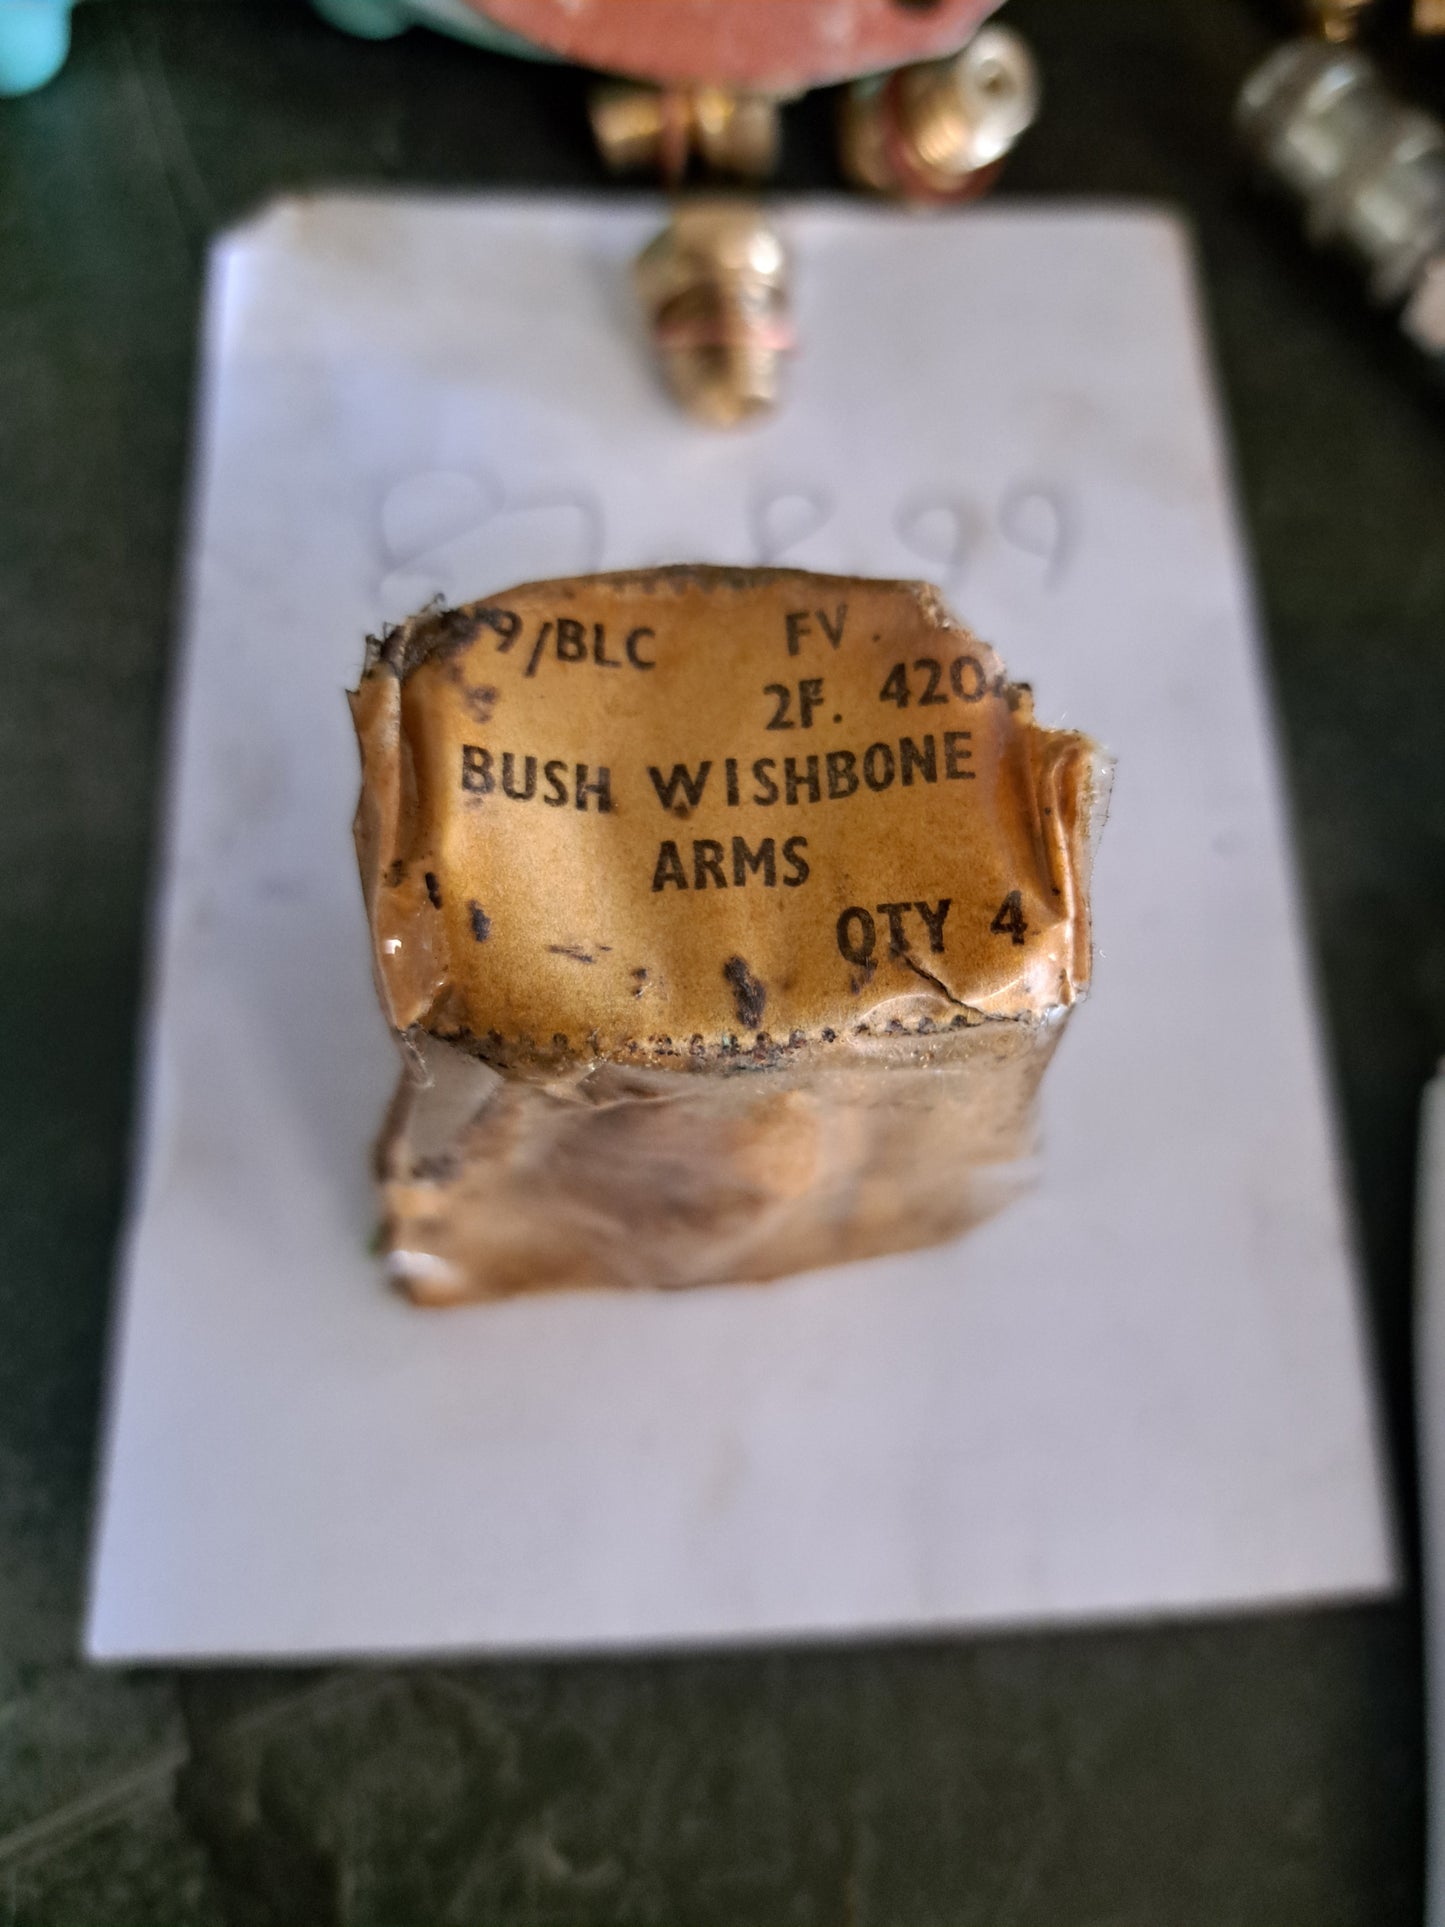 9/BLC FV.
2F. 420
BUSH WISHBONE
ARMS
QTY 4